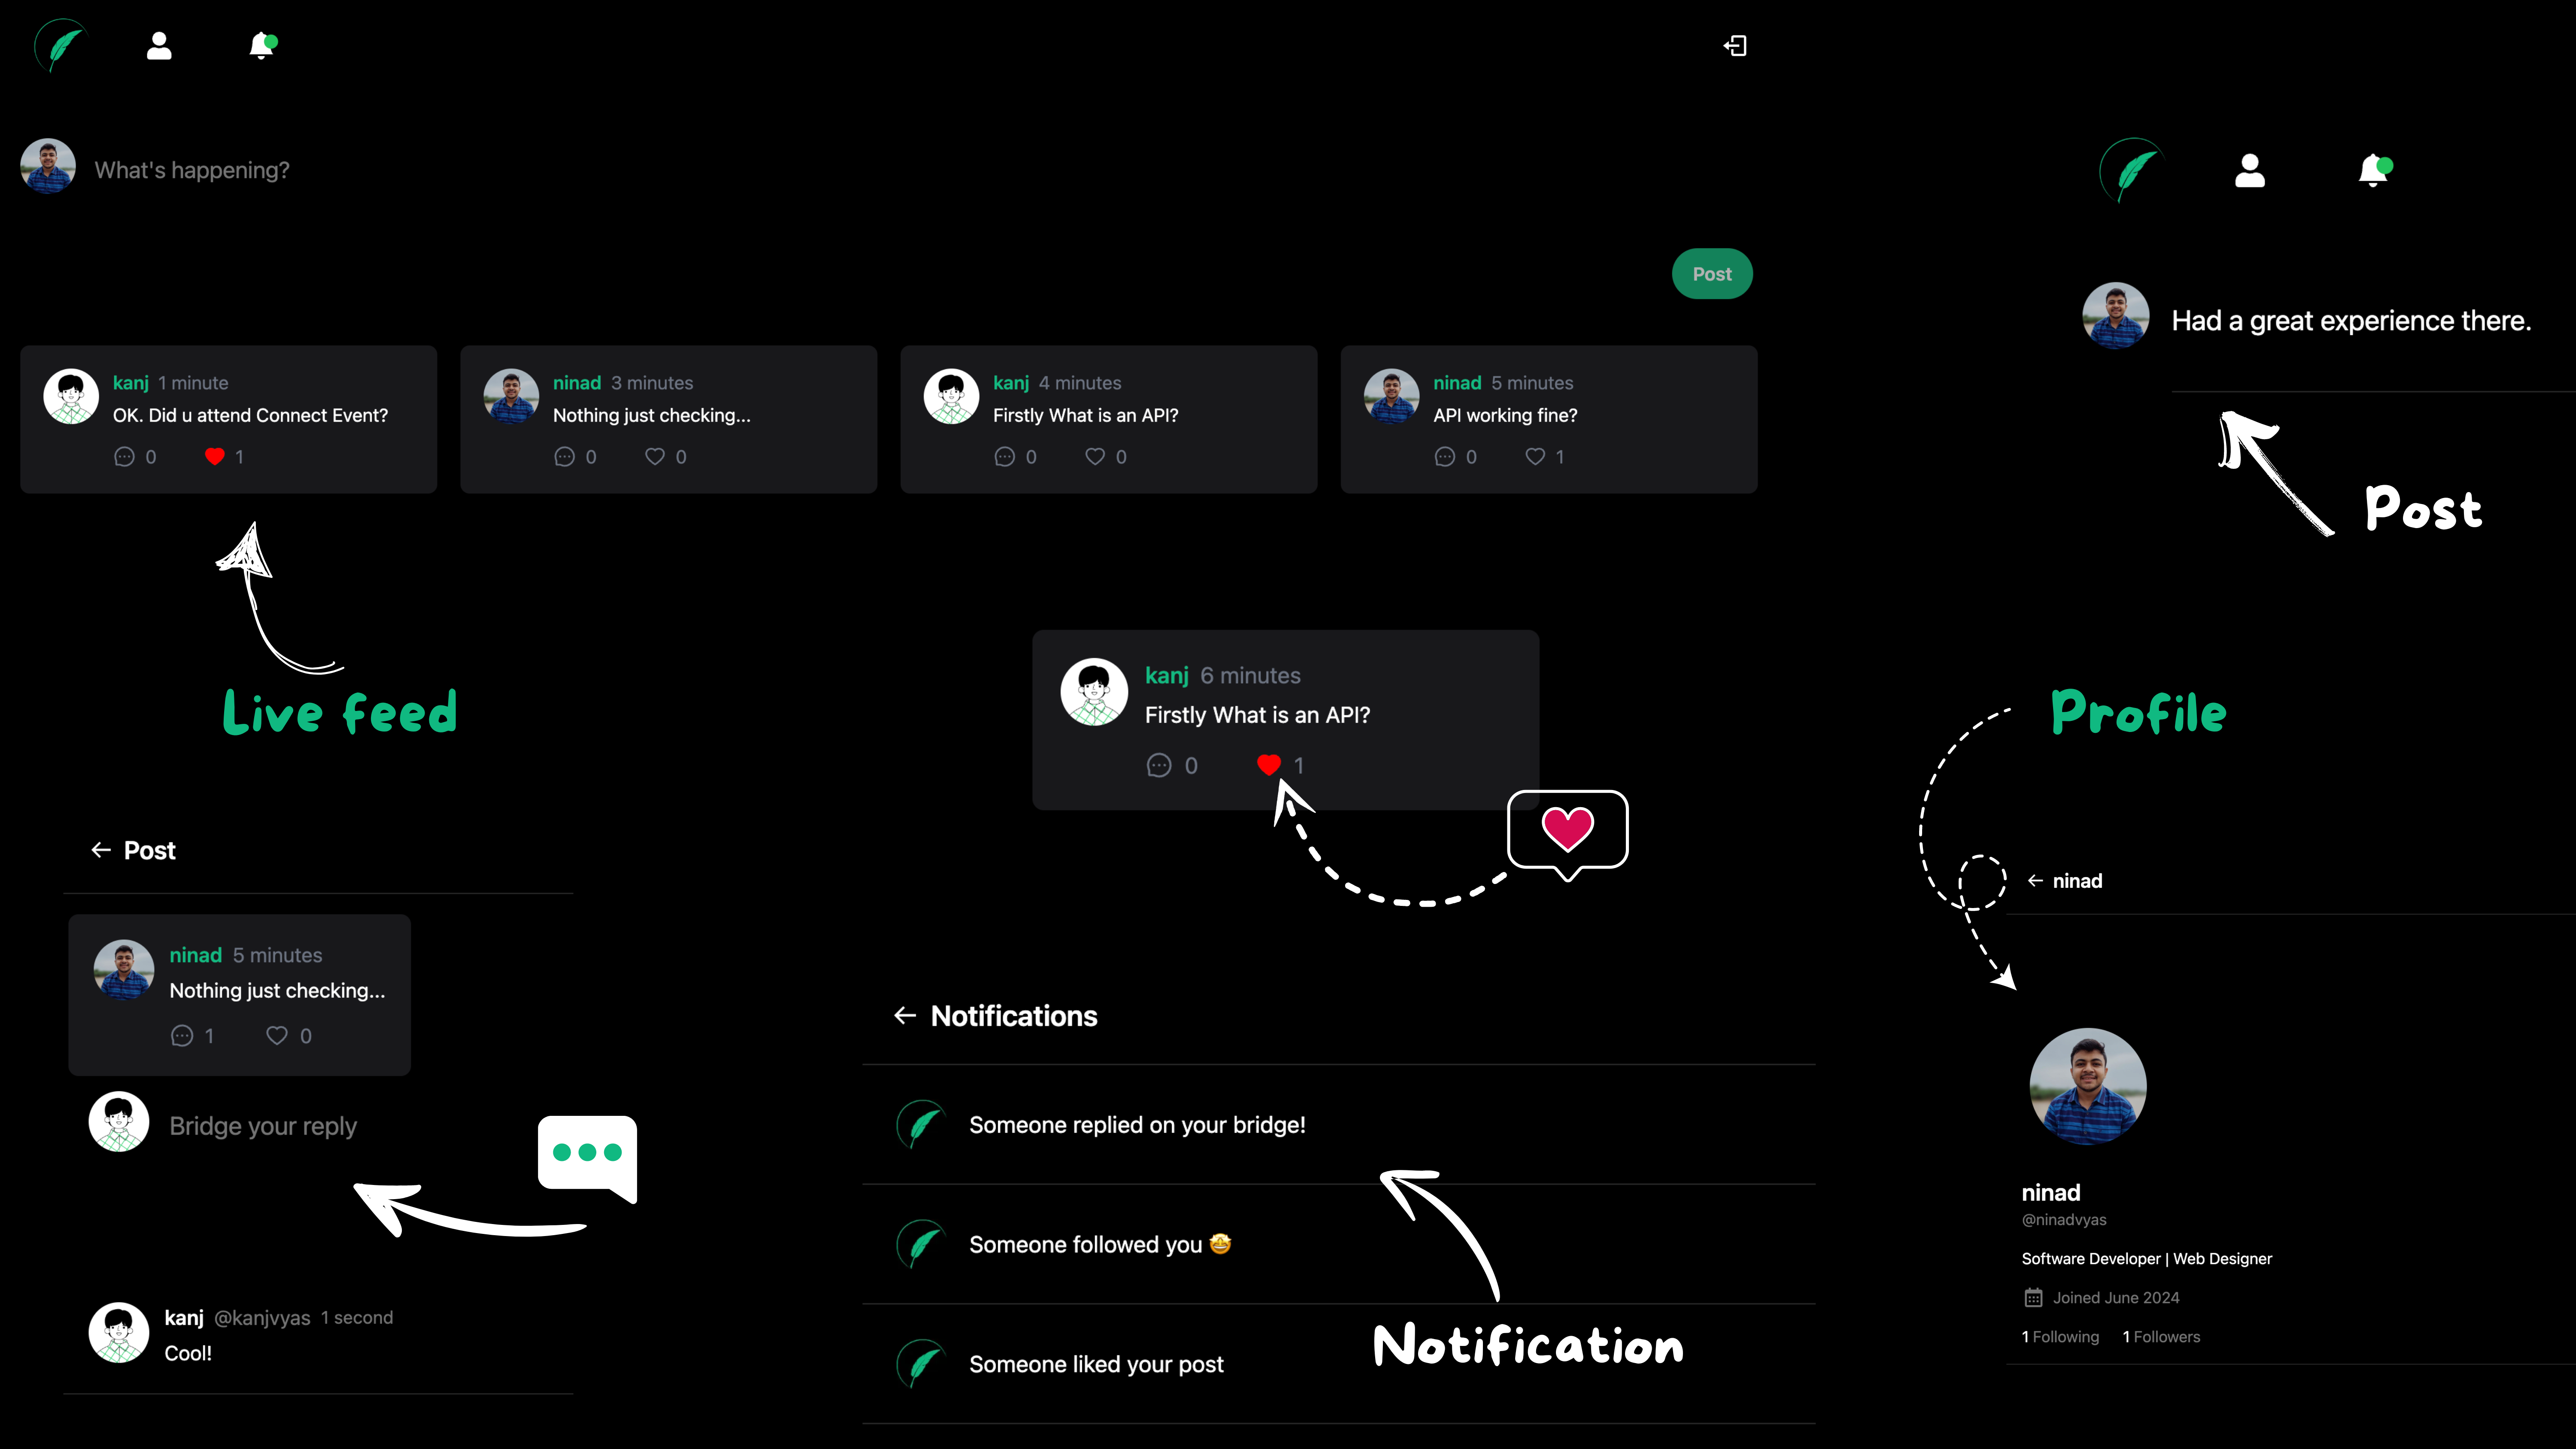 What's happening?
Post
kanj 1 minute
OK. Did u attend Connect Event?
0 1
ninad 3 minutes
Nothing just checking...
0 0
kanj 4 minutes
Firstly What is an API?
0 0
ninad 5 minutes
API working fine?
0 1
Live feed
Had a great experience there.
Post
kanj 6 minutes
Firstly What is an API?
0 1
Profile
← Post
ninad 5 minutes
Nothing just checking...
1 0
Bridge your reply
kanj @kanjvyas 1 second
Cool!
← Notifications
Someone replied on your bridge!
Someone followed you 🤩
Someone liked your post
Notification
← ninad
ninad
@ninadvyas
Software Developer | Web Designer
Joined June 2024
1 Following 1 Followers